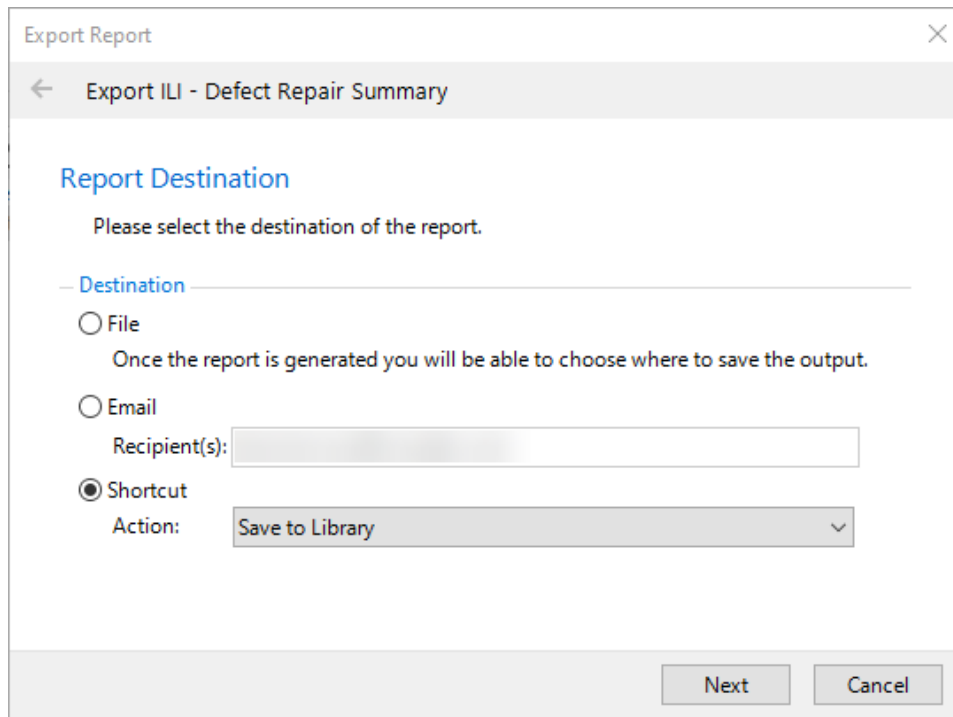 Export Report
Export ILI - Defect Repair Summary
Report Destination
Please select the destination of the report.
Destination
File
Once the report is generated you will be able to choose where to save the output.
Email
Recipient(s):
Shortcut
Action: Save to Library
Next Cancel